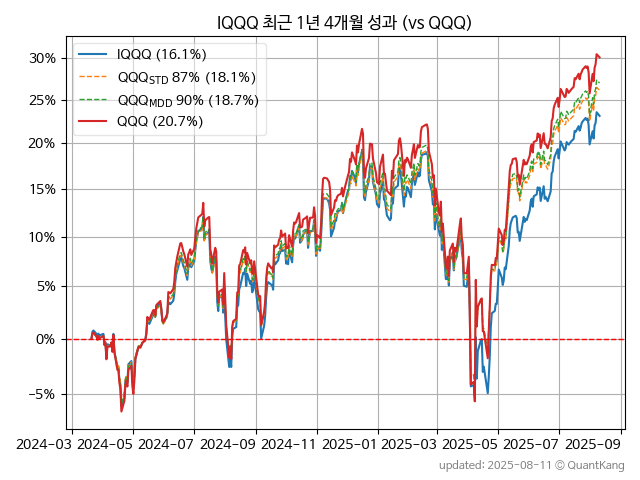 IQQQ 최근 1년 4개월 성과 (vs QQQ)
IQQQ (16.1%)
QQQSTD 87% (18.1%)
QQQMDD 90% (18.7%)
QQQ (20.7%)
30%
25%
20%
15%
10%
5%
0%
−5%
2024−03 2024−05 2024−07 2024−09 2024−11 2025−01 2025−03 2025−05 2025−07 2025−09
updated: 2025−08−11 © QuantKang